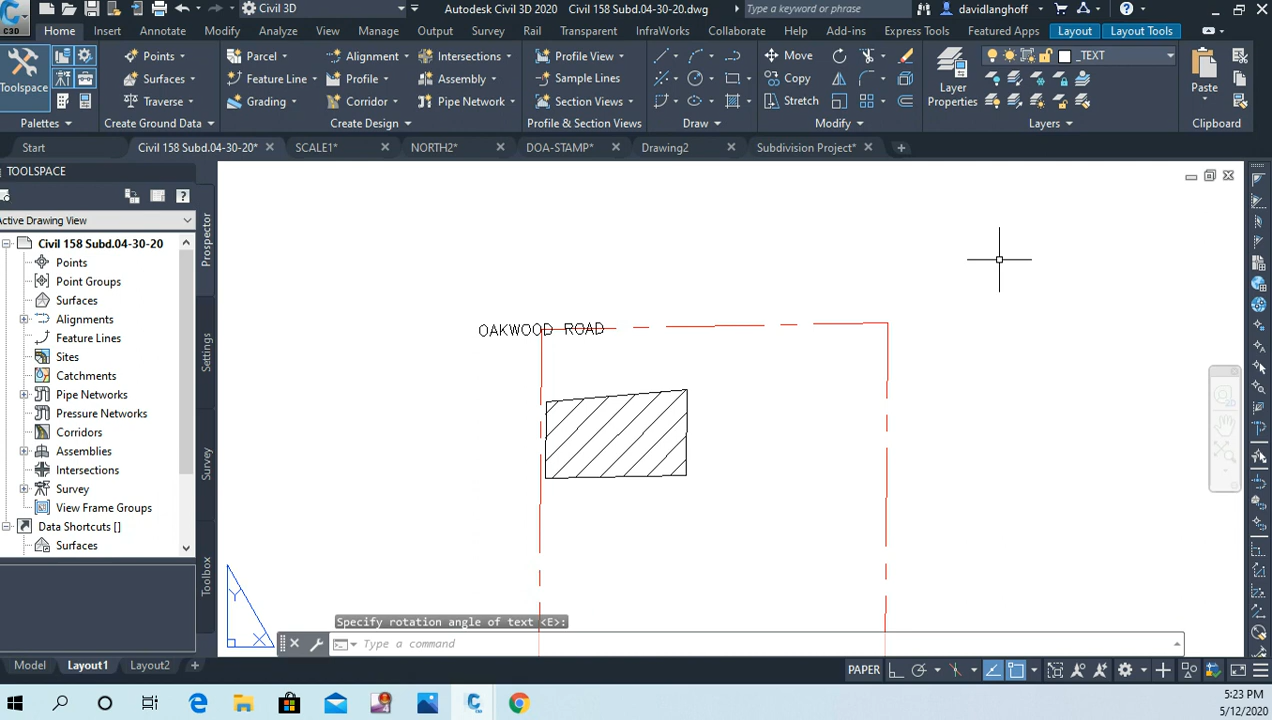 Civil 3D
Autodesk Civil 3D 2020 Civil 158 Subd.04-30-20.dwg
Type a keyword or phrase
davidlanghoff
C3D
Home Insert Annotate Modify Analyze View Manage Output Survey Rail Transparent InfraWorks Collaborate Help Add-ins Express Tools Featured Apps Layout Layout Tools
Toolspace
Points
Surfaces
Traverse
Parcel
Feature Line
Grading
Alignment
Profile
Corridor
Intersections
Assembly
Pipe Network
Profile View
Sample Lines
Section Views
Move
Copy
Stretch
Layer
Properties
_TEXT
Paste
Palettes Create Ground Data Create Design Profile & Section Views Draw Modify Layers Clipboard
Start Civil 158 Subd.04-30-20* SCALE1* NORTH2* DOA-STAMP* Drawing2 Subdivision Project*
TOOLSPACE
Active Drawing View
Civil 158 Subd.04-30-20
Points
Point Groups
Surfaces
Alignments
Feature Lines
Sites
Catchments
Pipe Networks
Pressure Networks
Corridors
Assemblies
Intersections
Survey
View Frame Groups
Data Shortcuts []
Surfaces
Prospector
Settings
Survey
Toolbox
OAKWOOD ROAD
Y
X
2D
Specify rotation angle of text <E>:
Type a command
Model Layout1 Layout2
PAPER
5:23 PM
5/12/2020